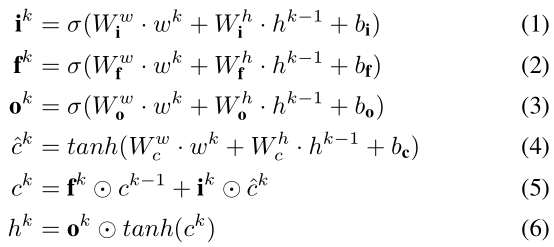 i^k = σ(W_i^w · w^k + W_i^h · h^{k−1} + b_i) (1)
f^k = σ(W_f^w · w^k + W_f^h · h^{k−1} + b_f) (2)
o^k = σ(W_o^w · w^k + W_o^h · h^{k−1} + b_o) (3)
ĉ^k = tanh(W_c^w · w^k + W_c^h · h^{k−1} + b_c) (4)
c^k = f^k ⊙ c^{k−1} + i^k ⊙ ĉ^k (5)
h^k = o^k ⊙ tanh(c^k) (6)